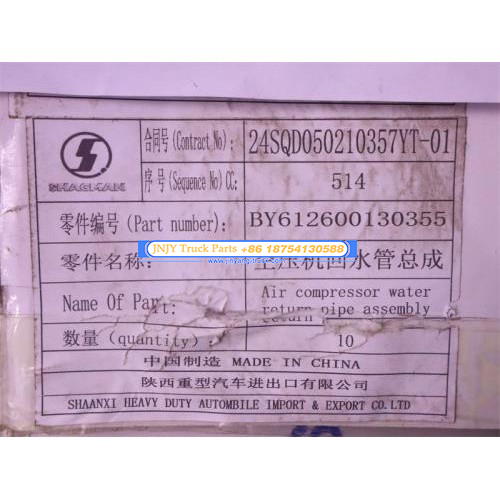 SHACMAN
合同号(Contract No): 24SQD050210357YT-01
序号(Sequence No)CC: 514
零件编号(Part number): BY612600130355
JNJY Truck Parts +86 18754130588
零件名称: 空压机回水管总成
Name Of Part: Air compressor water
return pipe assembly
数量(quantity): 10
中国制造 MADE IN CHINA
陕西重型汽车进出口有限公司
SHAANXI HEAVY DUTY AUTOMBILE IMPORT & EXPORT CO.LTD